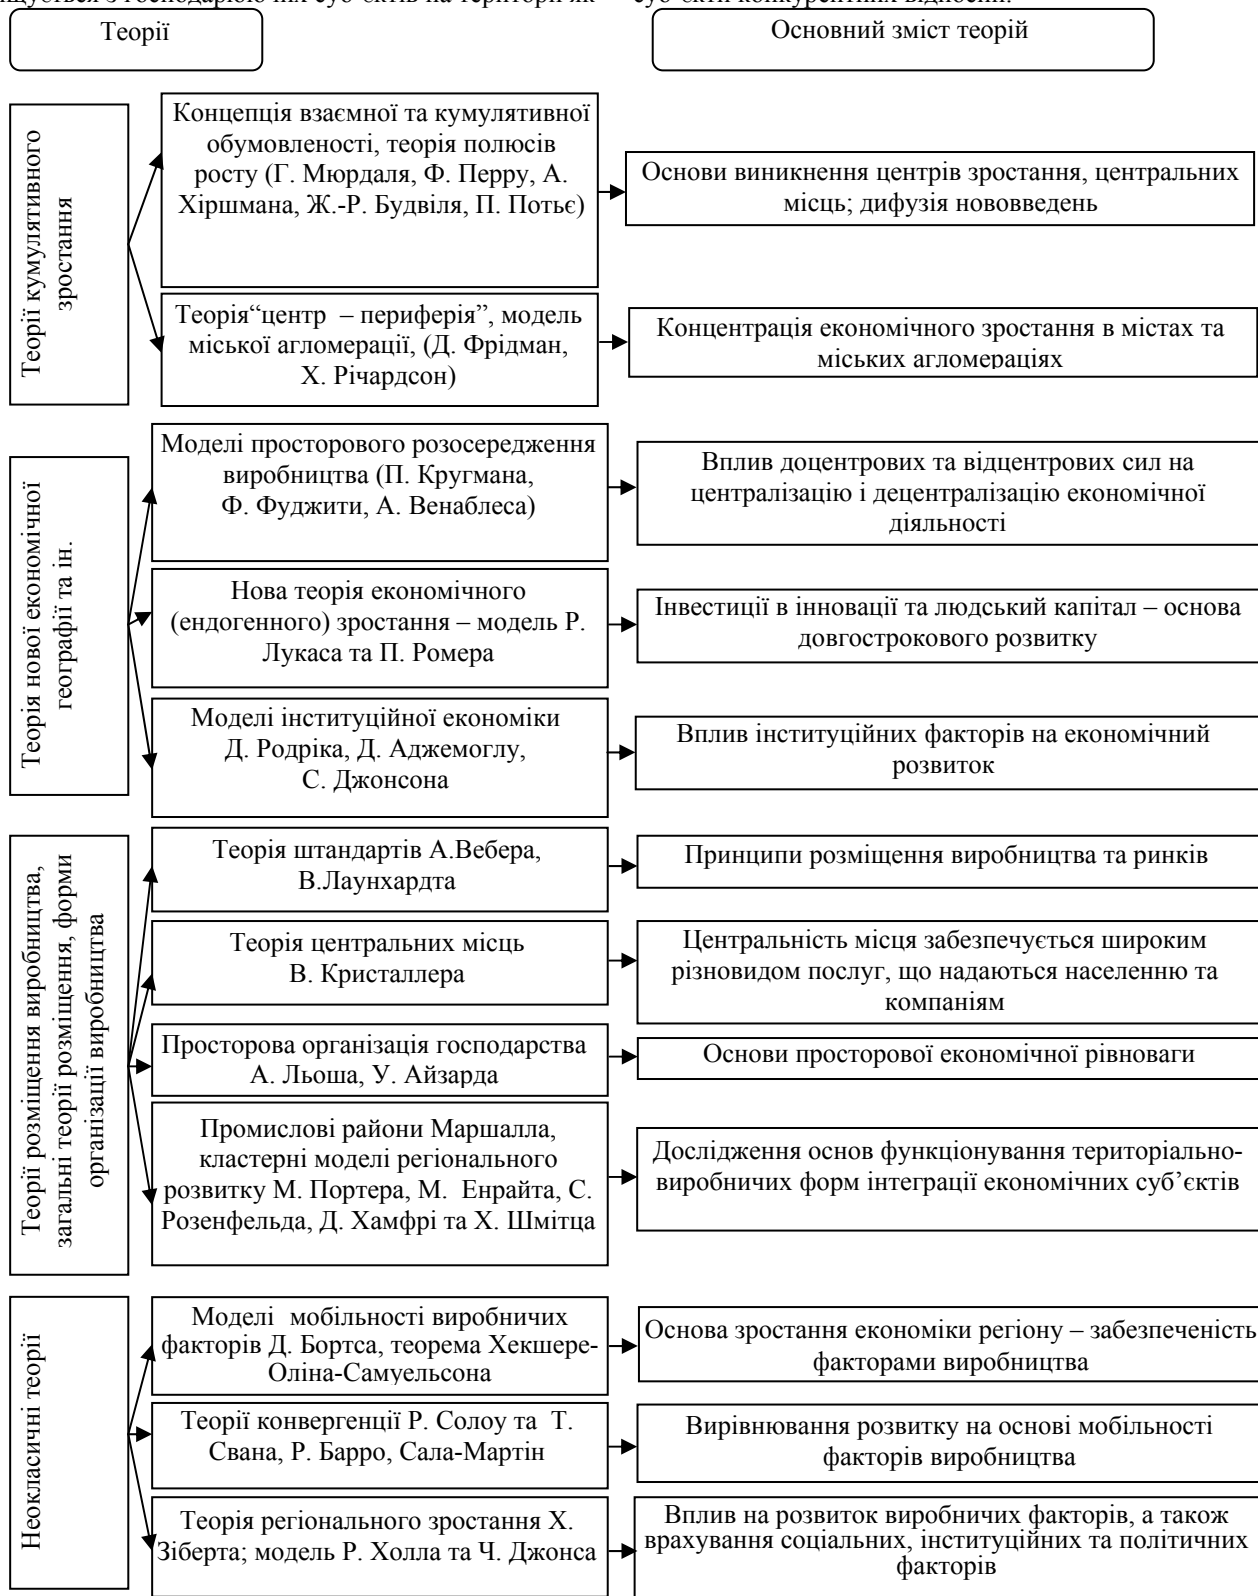 Теорії
Основний зміст теорій
Теорії кумулятивного
зростання
Концепція взаємної та кумулятивної
обумовленості, теорія полюсів
росту (Г. Мюрдаля, Ф. Перру, А.
Хіршмана, Ж.-Р. Будвіля, П. Потьє)
Основи виникнення центрів зростання, центральних
місць; дифузія нововведень
Теорія“центр – периферія”, модель
міської агломерації, (Д. Фрідман,
Х. Річардсон)
Концентрація економічного зростання в містах та
міських агломераціях
Теорія нової економічної
географії та ін.
Моделі просторового розосередження
виробництва (П. Кругмана,
Ф. Фуджити, А. Венаблеса)
Вплив доцентрових та відцентрових сил на
централізацію і децентралізацію економічної
діяльності
Нова теорія економічного
(ендогенного) зростання – модель Р.
Лукаса та П. Ромера
Інвестиції в інновації та людський капітал – основа
довгострокового розвитку
Моделі інституційної економіки
Д. Родріка, Д. Аджемоглу,
С. Джонсона
Вплив інституційних факторів на економічний
розвиток
Теорії розміщення виробництва,
загальні теорії розміщення, форми
організації виробництва
Теорія штандартів А.Вебера,
В.Лаунхардта
Принципи розміщення виробництва та ринків
Теорія центральних місць
В. Кристаллера
Центральність місця забезпечується широким
різновидом послуг, що надаються населенню та
компаніям
Просторова організація господарства
А. Льоша, У. Айзарда
Основи просторової економічної рівноваги
Промислові райони Маршалла,
кластерні моделі регіонального
розвитку М. Портера, М. Енрайта, С.
Розенфельда, Д. Хамфрі та Х. Шмітца
Дослідження основ функціонування територіально-
виробничих форм інтеграції економічних суб’єктів
Неокласичні теорії
Моделі мобільності виробничих
факторів Д. Бортса, теорема Хекшере-
Оліна-Самуельсона
Основа зростання економіки регіону – забезпеченість
факторами виробництва
Теорії конвергенції Р. Солоу та Т.
Свана, Р. Барро, Сала-Мартін
Вирівнювання розвитку на основі мобільності
факторів виробництва
Теорія регіонального зростання Х.
Зіберта; модель Р. Холла та Ч. Джонса
Вплив на розвиток виробничих факторів, а також
врахування соціальних, інституційних та політичних
факторів